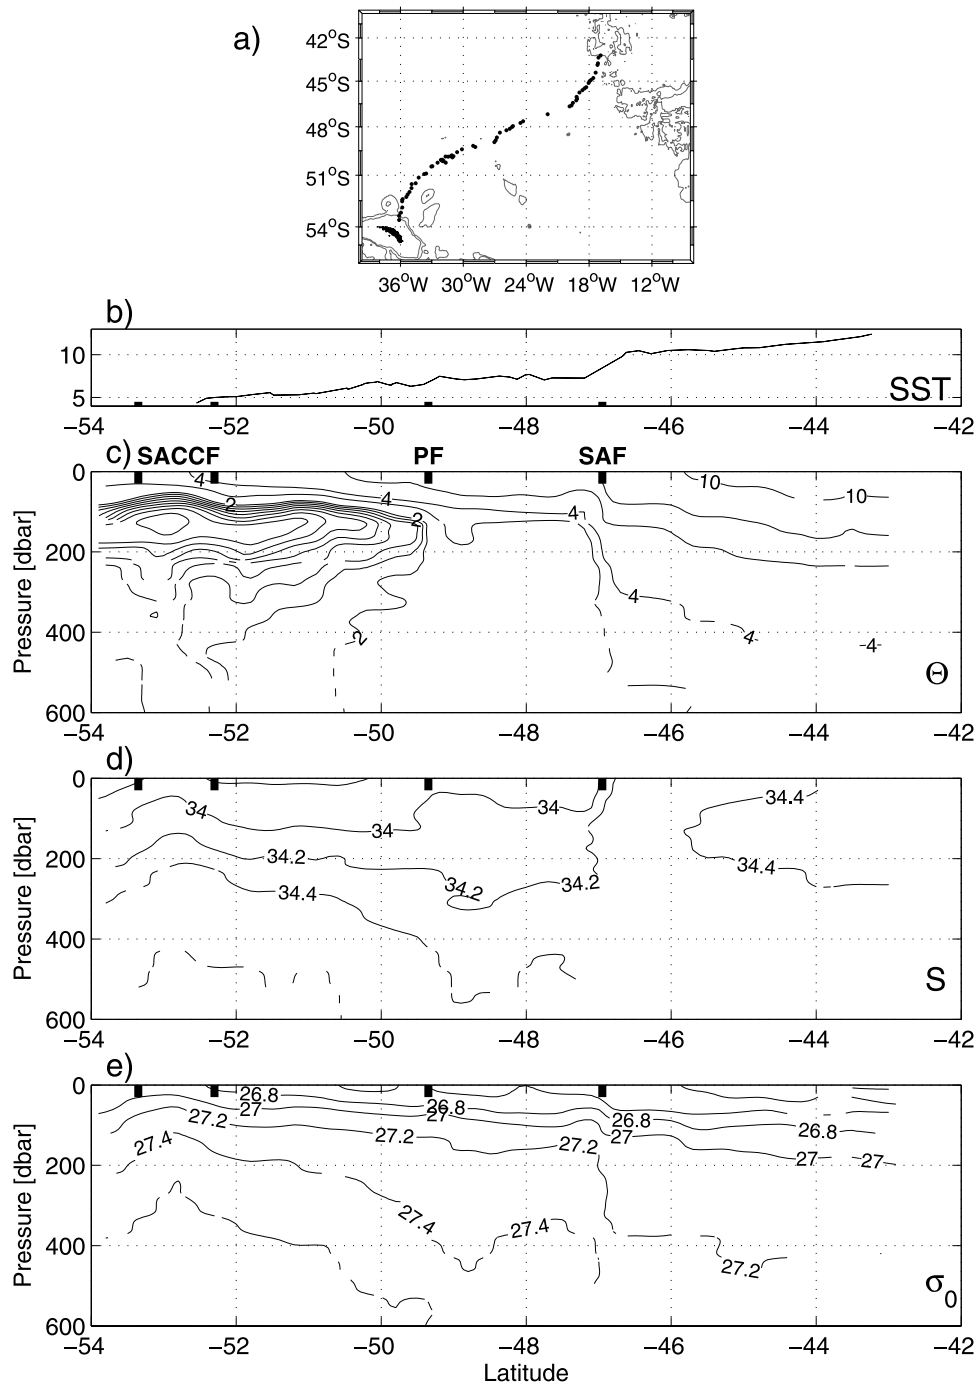 a)
42°S
45°S
48°S
51°S
54°S
36°W 30°W 24°W 18°W 12°W
b)
10
5
SST
−54 −52 −50 −48 −46 −44 −42
c) SACCF PF SAF
0
200
400
600
Pressure [dbar]
4 4 4 10 10
2 2
2 4 4 4
Θ
−54 −52 −50 −48 −46 −44 −42
d)
0
200
400
600
Pressure [dbar]
34 34 34 34.4
34.2 34.2 34.2 34.4
34.4
S
−54 −52 −50 −48 −46 −44 −42
e)
0
200
400
600
Pressure [dbar]
26.8 26.8 26.8 26.8
27 27 27 27 27
27.2 27.2 27.2
27.4 27.4 27.4 27.2
σ0
−54 −52 −50 −48 −46 −44 −42
Latitude